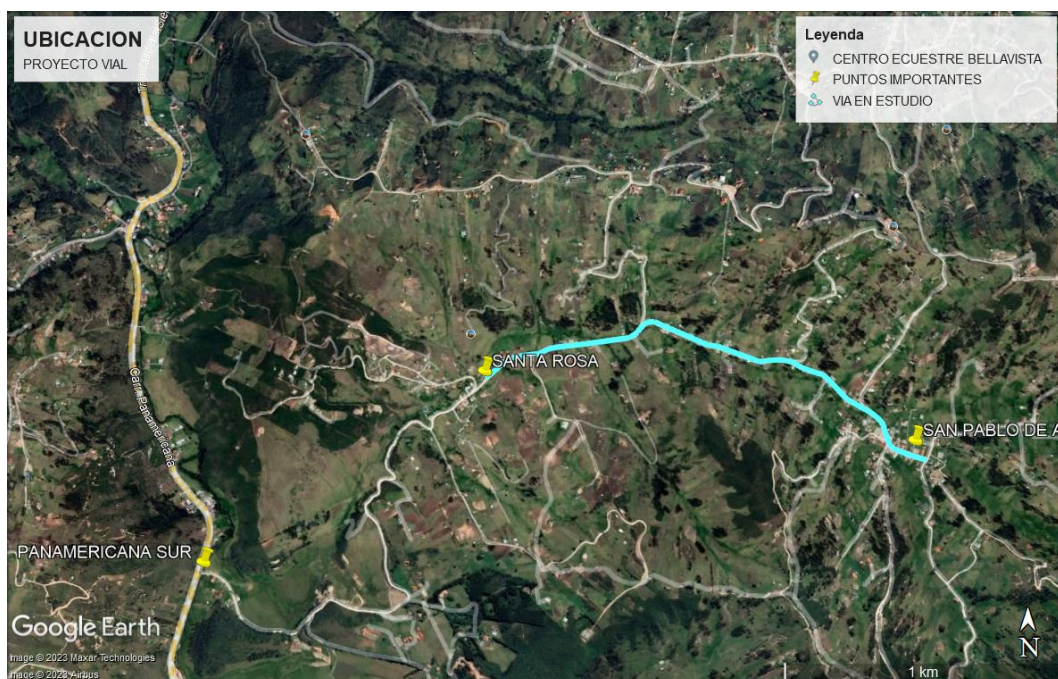 UBICACION
PROYECTO VIAL
Leyenda
CENTRO ECUESTRE BELLAVISTA
PUNTOS IMPORTANTES
VIA EN ESTUDIO
SANTA ROSA
Carr. Panamericana
SAN PABLO DE A
PANAMERICANA SUR
Google Earth
Image © 2023 Maxar Technologies
Image © 2023 Airbus
N
1 km